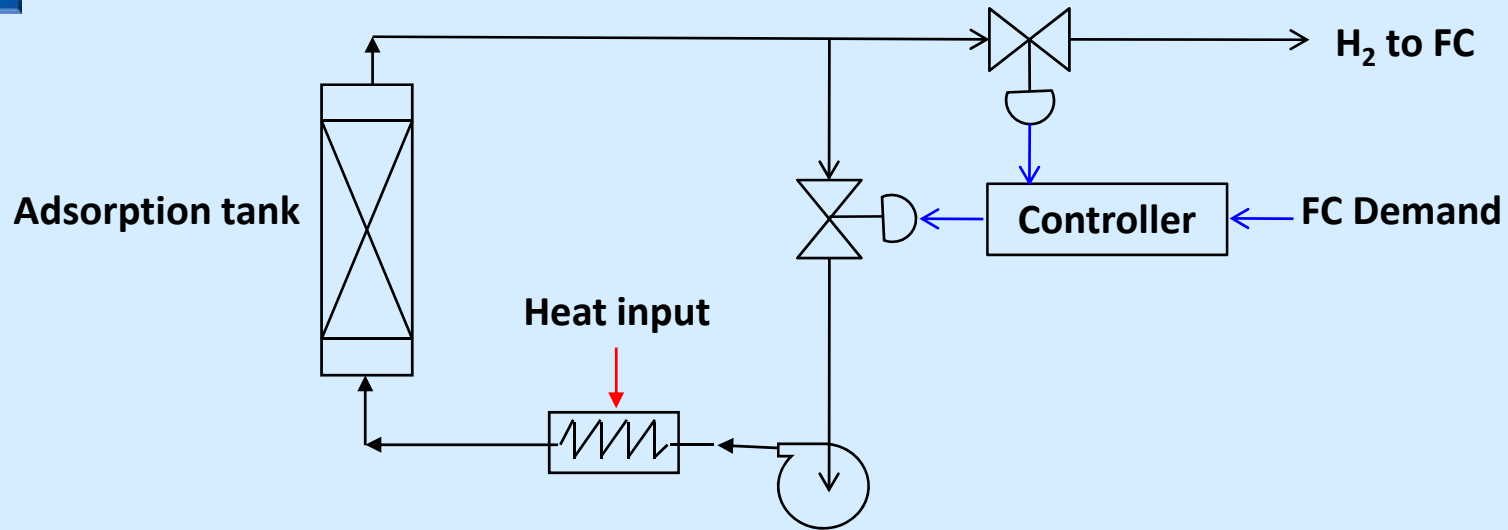 H₂ to FC
Adsorption tank
Controller
FC Demand
Heat input